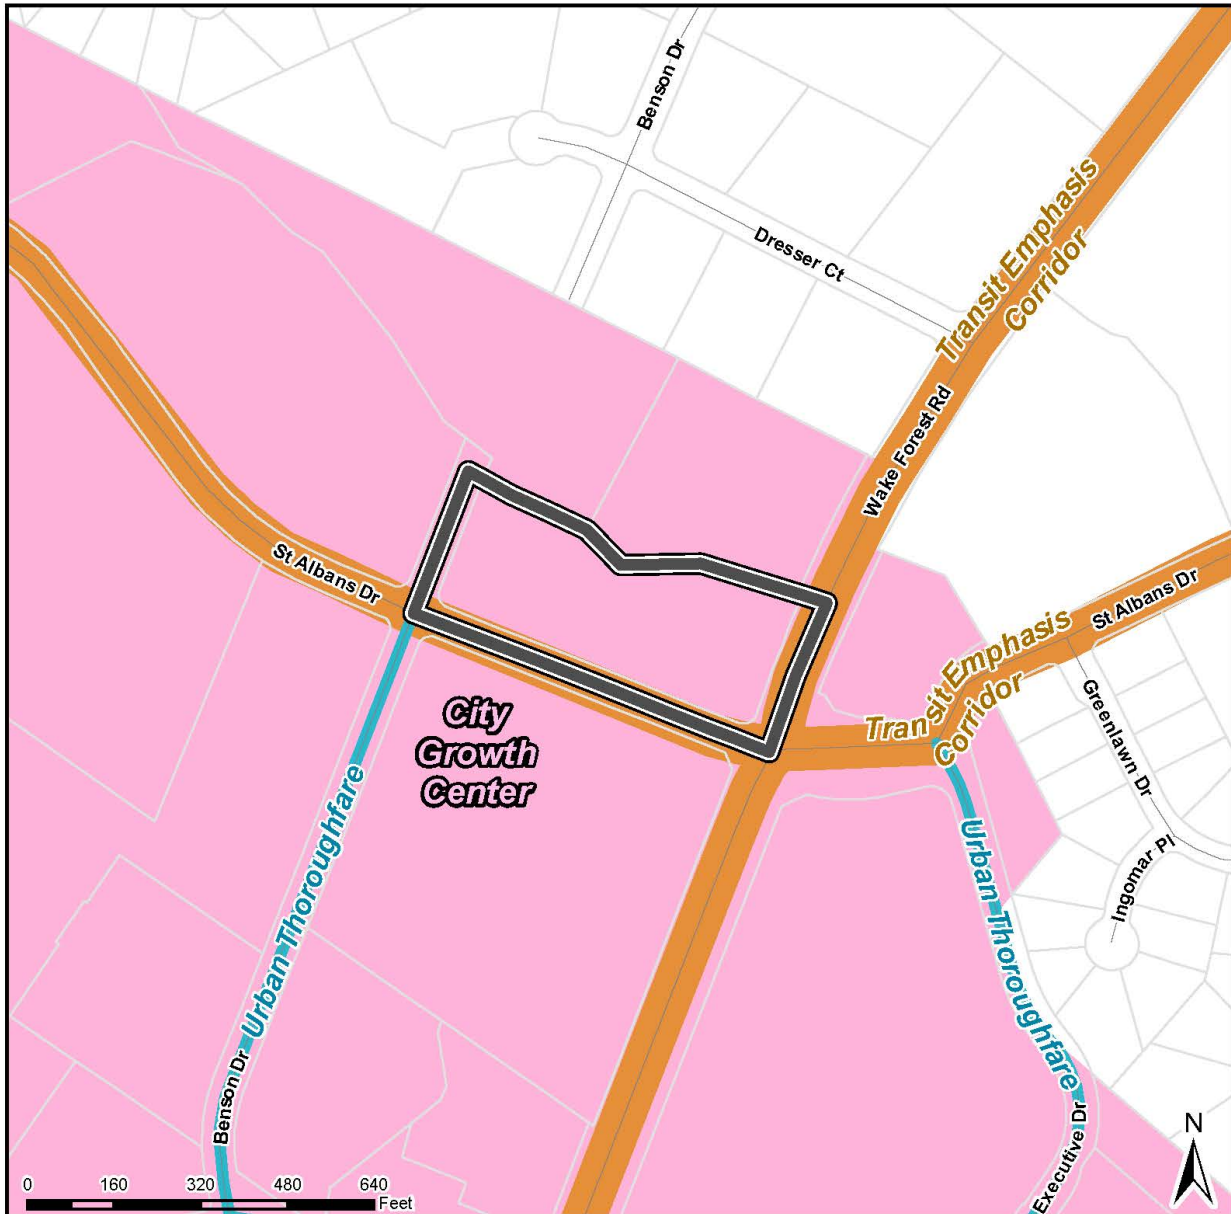 Benson Dr
Transit Emphasis
Corridor
Dresser Ct
Wake Forest Rd
St Albans Dr
St Albans Dr
Transit Emphasis
Corridor
Greenlawn Dr
City
Growth
Center
Urban Thoroughfare
Urban Thoroughfare
Ingomar Pl
Benson Dr
Executive Dr
N
0 160 320 480 640
Feet